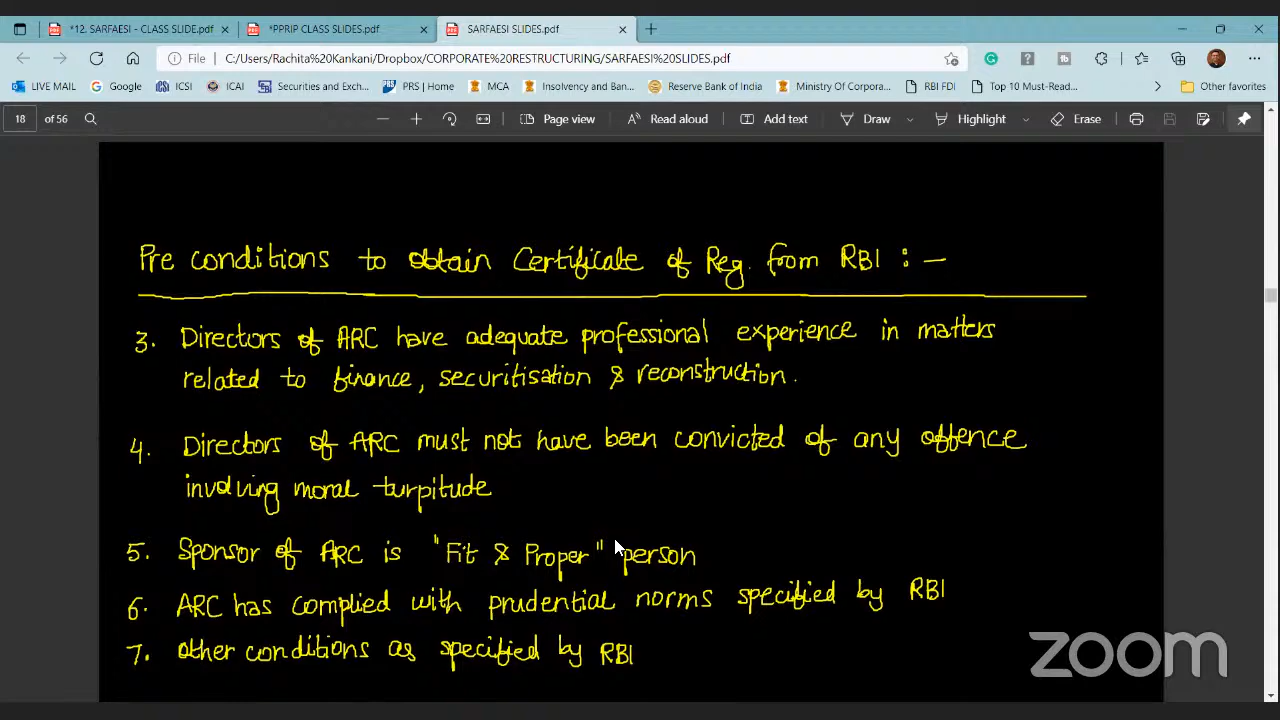 *12. SARFAESI - CLASS SLIDE.pdf
*PPRIP CLASS SLIDES.pdf
SARFAESI SLIDES.pdf
File C:/Users/Rachita%20Kankani/Dropbox/CORPORATE%20RESTRUCTURING/SARFAESI%20SLIDES.pdf
LIVE MAIL Google ICSI ICAI Securities and Exch... PRS | Home MCA Insolvency and Ban... Reserve Bank of India Ministry Of Corpora... RBI FDI Top 10 Must-Read... Other favorites
18 of 56 Page view Read aloud Add text Draw Highlight Erase
Pre conditions to obtain Certificate of Reg. from RBI : -
3. Directors of ARC have adequate professional experience in matters
related to finance, securitisation & reconstruction.
4. Directors of ARC must not have been convicted of any offence
involving moral turpitude
5. Sponsor of ARC is "Fit & Proper" person
6. ARC has complied with prudential norms specified by RBI
7. other conditions as specified by RBI
zoom